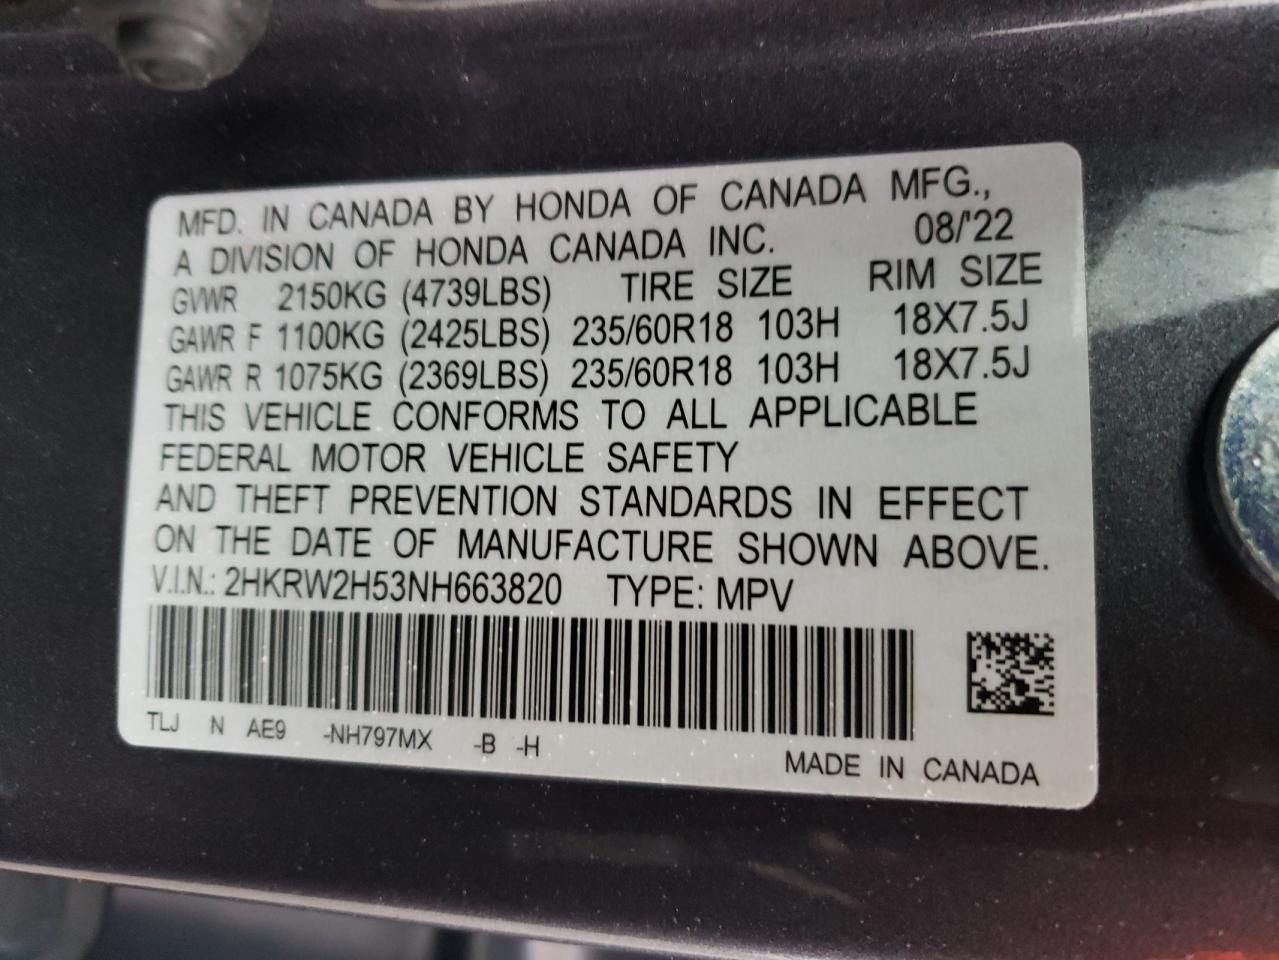 MFD. IN CANADA BY HONDA OF CANADA MFG.,
A DIVISION OF HONDA CANADA INC. 08/'22
GVWR 2150KG (4739LBS) TIRE SIZE RIM SIZE
GAWR F 1100KG (2425LBS) 235/60R18 103H 18X7.5J
GAWR R 1075KG (2369LBS) 235/60R18 103H 18X7.5J
THIS VEHICLE CONFORMS TO ALL APPLICABLE
FEDERAL MOTOR VEHICLE SAFETY
AND THEFT PREVENTION STANDARDS IN EFFECT
ON THE DATE OF MANUFACTURE SHOWN ABOVE.
V.I.N.: 2HKRW2H53NH663820 TYPE: MPV
TLJ N AE9 -NH797MX -B -H
MADE IN CANADA